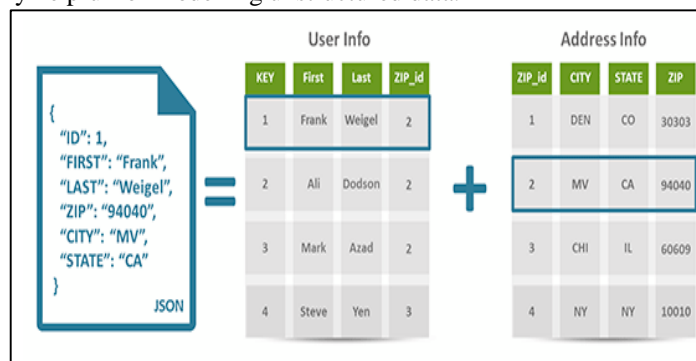 User Info
Address Info
{
"ID": 1,
"FIRST": "Frank",
"LAST": "Weigel",
"ZIP": "94040",
"CITY": "MV",
"STATE": "CA"
}
JSON
=
KEY First Last ZIP_id
1 Frank Weigel 2
2 Ali Dodson 2
3 Mark Azad 2
4 Steve Yen 3
+
ZIP_id CITY STATE ZIP
1 DEN CO 30303
2 MV CA 94040
3 CHI IL 60609
4 NY NY 10010